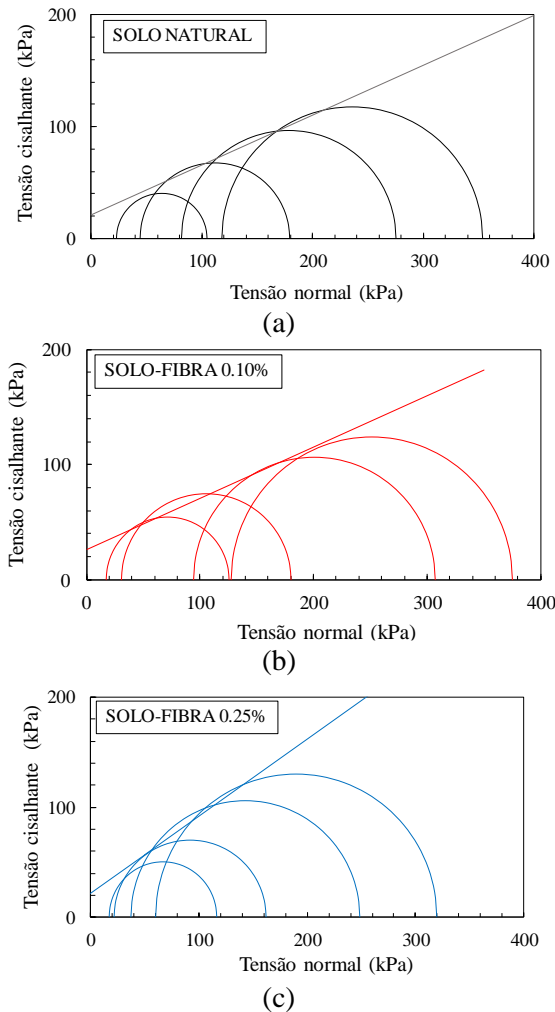 200
SOLO NATURAL
Tensão cisalhante (kPa)
100
0
0 100 200 300 400
Tensão normal (kPa)
(a)
200
SOLO-FIBRA 0.10%
Tensão cisalhante (kPa)
100
0
0 100 200 300 400
Tensão normal (kPa)
(b)
200
SOLO-FIBRA 0.25%
Tensão cisalhante (kPa)
100
0
0 100 200 300 400
Tensão normal (kPa)
(c)